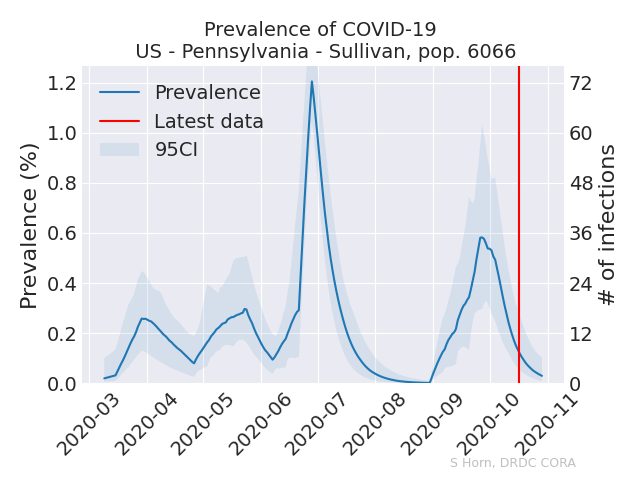 Prevalence of COVID-19
US - Pennsylvania - Sullivan, pop. 6066
Prevalence
Latest data
95CI
Prevalence (%)
1.2
1.0
0.8
0.6
0.4
0.2
0.0
72
60
48
36
24
12
0
# of infections
2020-03
2020-04
2020-05
2020-06
2020-07
2020-08
2020-09
2020-10
2020-11
S Horn, DRDC CORA